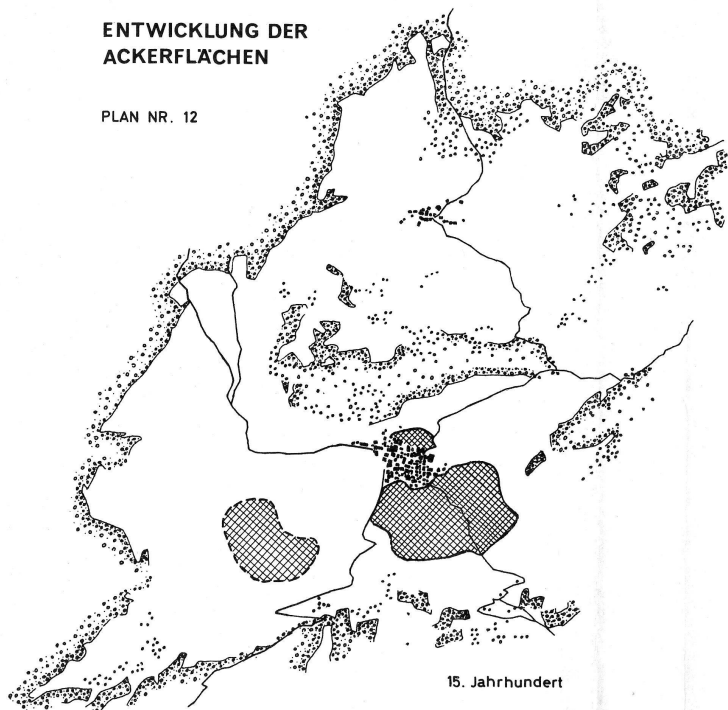 ENTWICKLUNG DER
ACKERFLÄCHEN
PLAN NR. 12
15. Jahrhundert